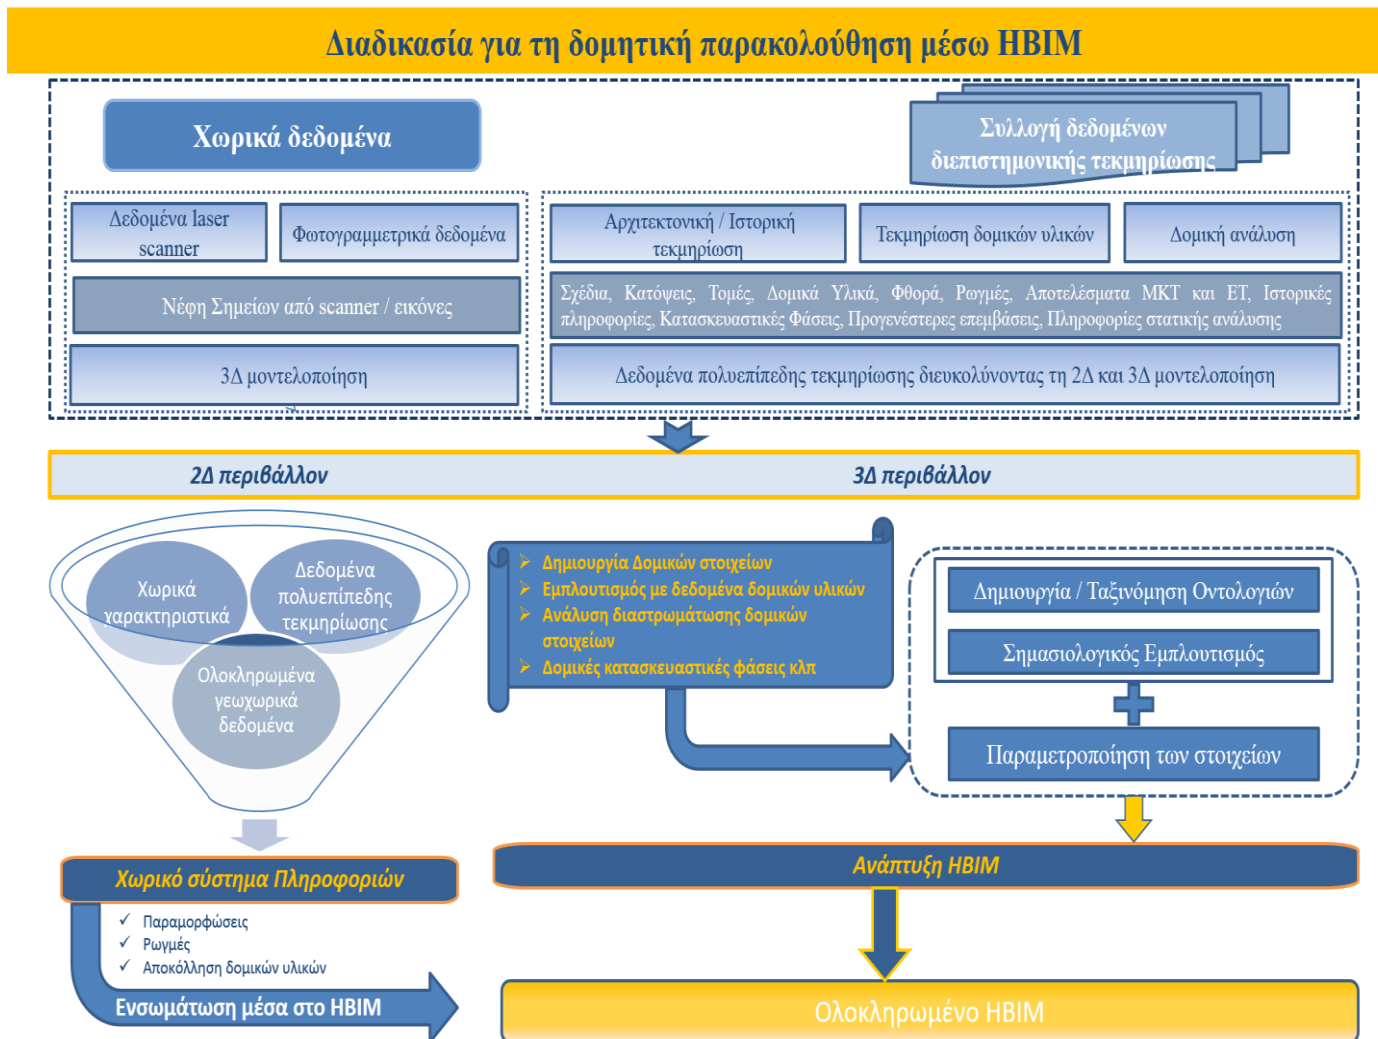 Διαδικασία για τη δομητική παρακολούθηση μέσω HBIM
Χωρικά δεδομένα
Συλλογή δεδομένων
διεπιστημονικής τεκμηρίωσης
Δεδομένα laser
scanner
Φωτογραμμετρικά δεδομένα
Αρχιτεκτονική / Ιστορική
τεκμηρίωση
Τεκμηρίωση δομικών υλικών
Δομική ανάλυση
Νέφη Σημείων από scanner / εικόνες
Σχέδια, Κατόψεις, Τομές, Δομικά Υλικά, Φθορά, Ρωγμές, Αποτελέσματα ΜΚΤ και ΕΤ, Ιστορικές
πληροφορίες, Κατασκευαστικές Φάσεις, Προγενέστερες επεμβάσεις, Πληροφορίες στατικής ανάλυσης
3Δ μοντελοποίηση
Δεδομένα πολυεπίπεδης τεκμηρίωσης διευκολύνοντας τη 2Δ και 3Δ μοντελοποίηση
2Δ περιβάλλον
3Δ περιβάλλον
Χωρικά
χαρακτηριστικά
Δεδομένα
πολυεπίπεδης
τεκμηρίωσης
Ολοκληρωμένα
γεωχωρικά
δεδομένα
Δημιουργία Δομικών στοιχείων
Εμπλουτισμός με δεδομένα δομικών υλικών
Ανάλυση διαστρωμάτωσης δομικών
στοιχείων
Δομικές κατασκευαστικές φάσεις κλπ
Δημιουργία / Ταξινόμηση Οντολογιών
Σημασιολογικός Εμπλουτισμός
Παραμετροποίηση των στοιχείων
Χωρικό σύστημα Πληροφοριών
Ανάπτυξη HBIM
✓ Παραμορφώσεις
✓ Ρωγμές
✓ Αποκόλληση δομικών υλικών
Ενσωμάτωση μέσα στο HBIM
Ολοκληρωμένο HBIM